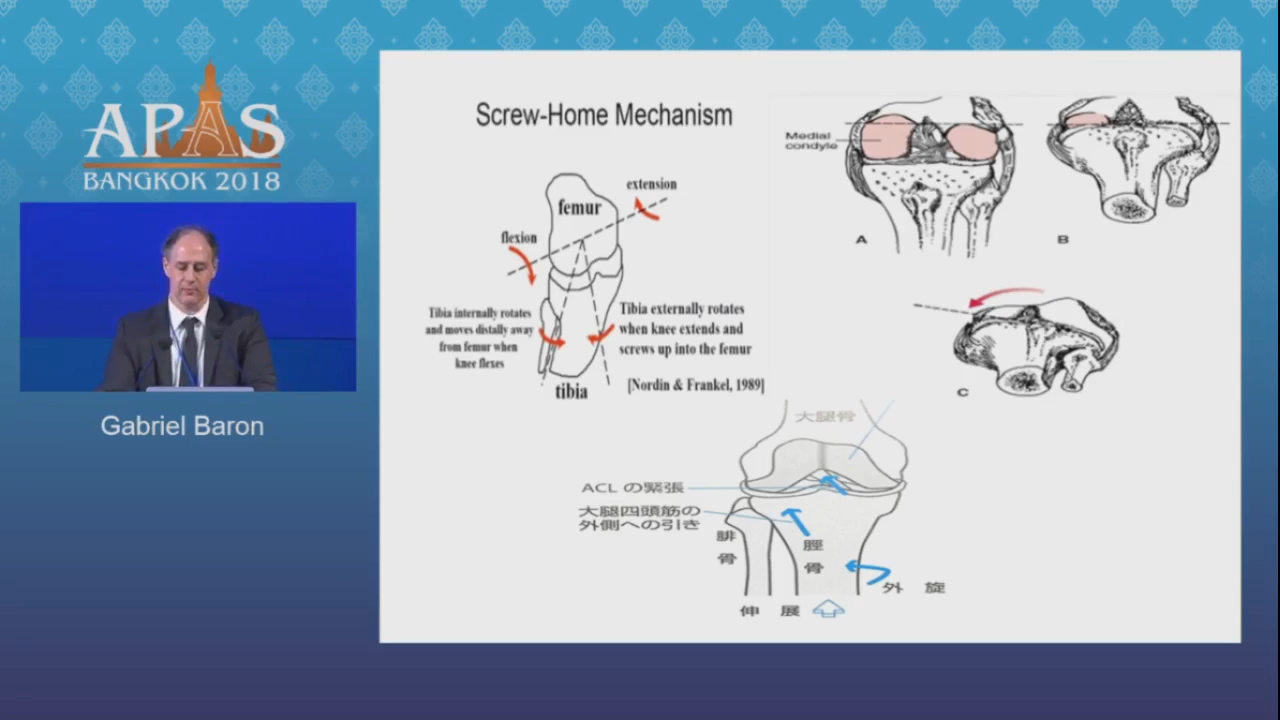 APAS
BANGKOK 2018
Gabriel Baron
Screw-Home Mechanism
femur
extension
flexion
Tibia internally rotates
and moves distally away
from femur when
knee flexes
Tibia externally rotates
when knee extends and
screws up into the femur
[Nordin & Frankel, 1989]
tibia
Medial
condyle
A
B
C
大腿骨
ACL の緊張
大腿四頭筋の
外側への引き
腓骨
脛骨
外 旋
伸 展